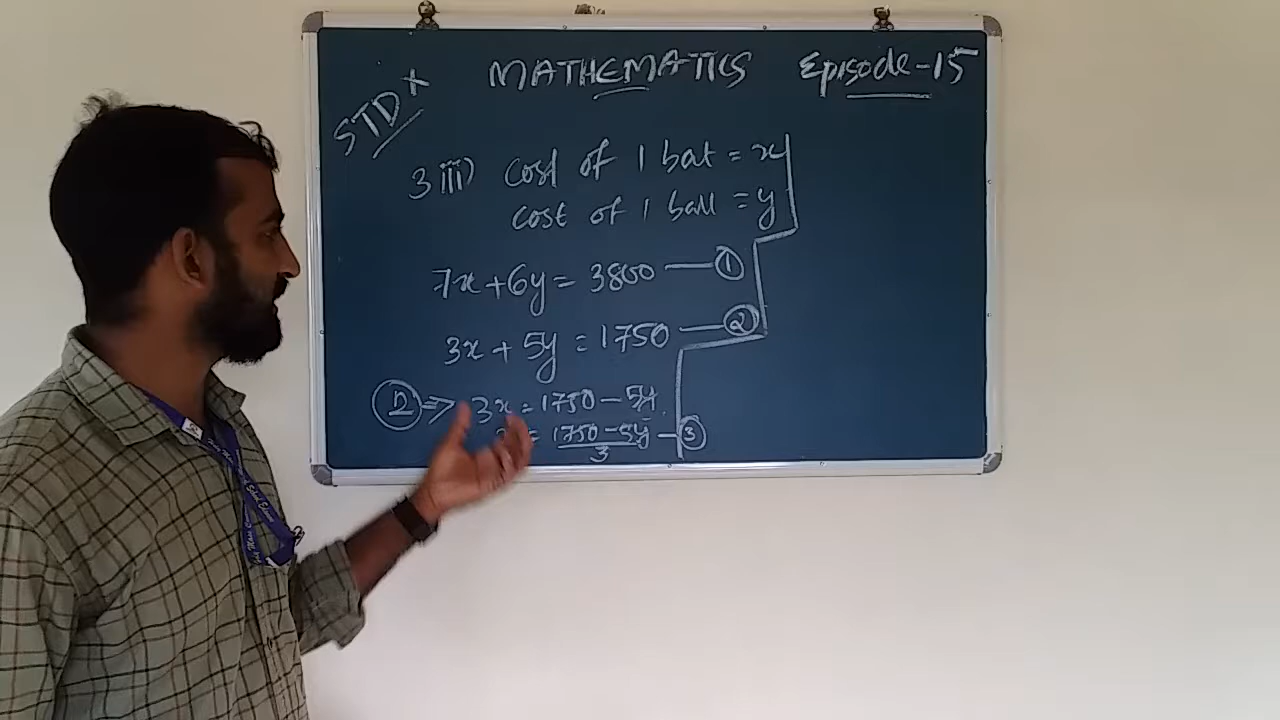 STD X
MATHEMATICS
Episode-15
3 iii) cost of 1 bat = x
cost of 1 ball = y
7x+6y = 3800 — ①
3x + 5y = 1750 — ②
② ⇒ 3x = 1750 - 5y
= 1750 - 5y / 3 — ③